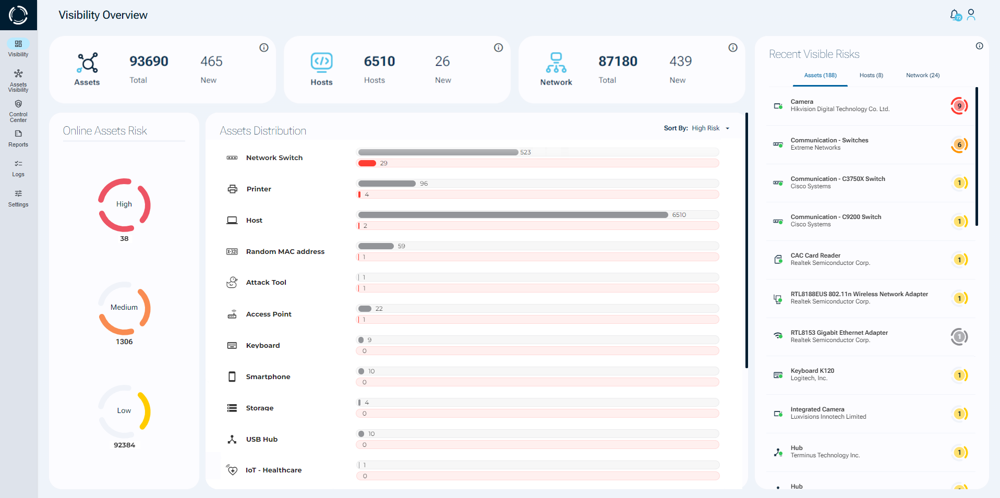 Visibility Overview
72
Visibility
Assets
Visibility
Control
Center
Reports
Logs
Settings
Assets
93690
Total
465
New
Hosts
6510
Hosts
26
New
Network
87180
Total
439
New
Online Assets Risk
High
38
Medium
1306
Low
92384
Assets Distribution
Sort By: High Risk
Network Switch
523
29
Printer
96
4
Host
6510
2
X-32I
Random MAC address
59
1
Attack Tool
1
1
Access Point
22
1
Keyboard
9
0
Smartphone
10
0
Storage
4
0
USB Hub
10
0
IoT - Healthcare
1
0
Recent Visible Risks
Assets (188)
Hosts (8)
Network (24)
Camera
Hikvision Digital Technology Co. Ltd.
9
Communication - Switches
Extreme Networks
6
Communication - C3750X Switch
Cisco Systems
1
Communication - C9200 Switch
Cisco Systems
1
CAC Card Reader
Realtek Semiconductor Corp.
1
RTL8188EUS 802.11n Wireless Network Adapter
Realtek Semiconductor Corp.
1
RTL8153 Gigabit Ethernet Adapter
Realtek Semiconductor Corp.
1
Keyboard K120
Logitech, Inc.
1
Integrated Camera
Luxvisions Innotech Limited
1
Hub
Terminus Technology Inc.
1
Hub